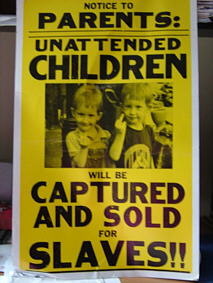 NOTICE TO
PARENTS:
UNATTENDED
CHILDREN
WILL BE
CAPTURED
AND SOLD
FOR
SLAVES!!